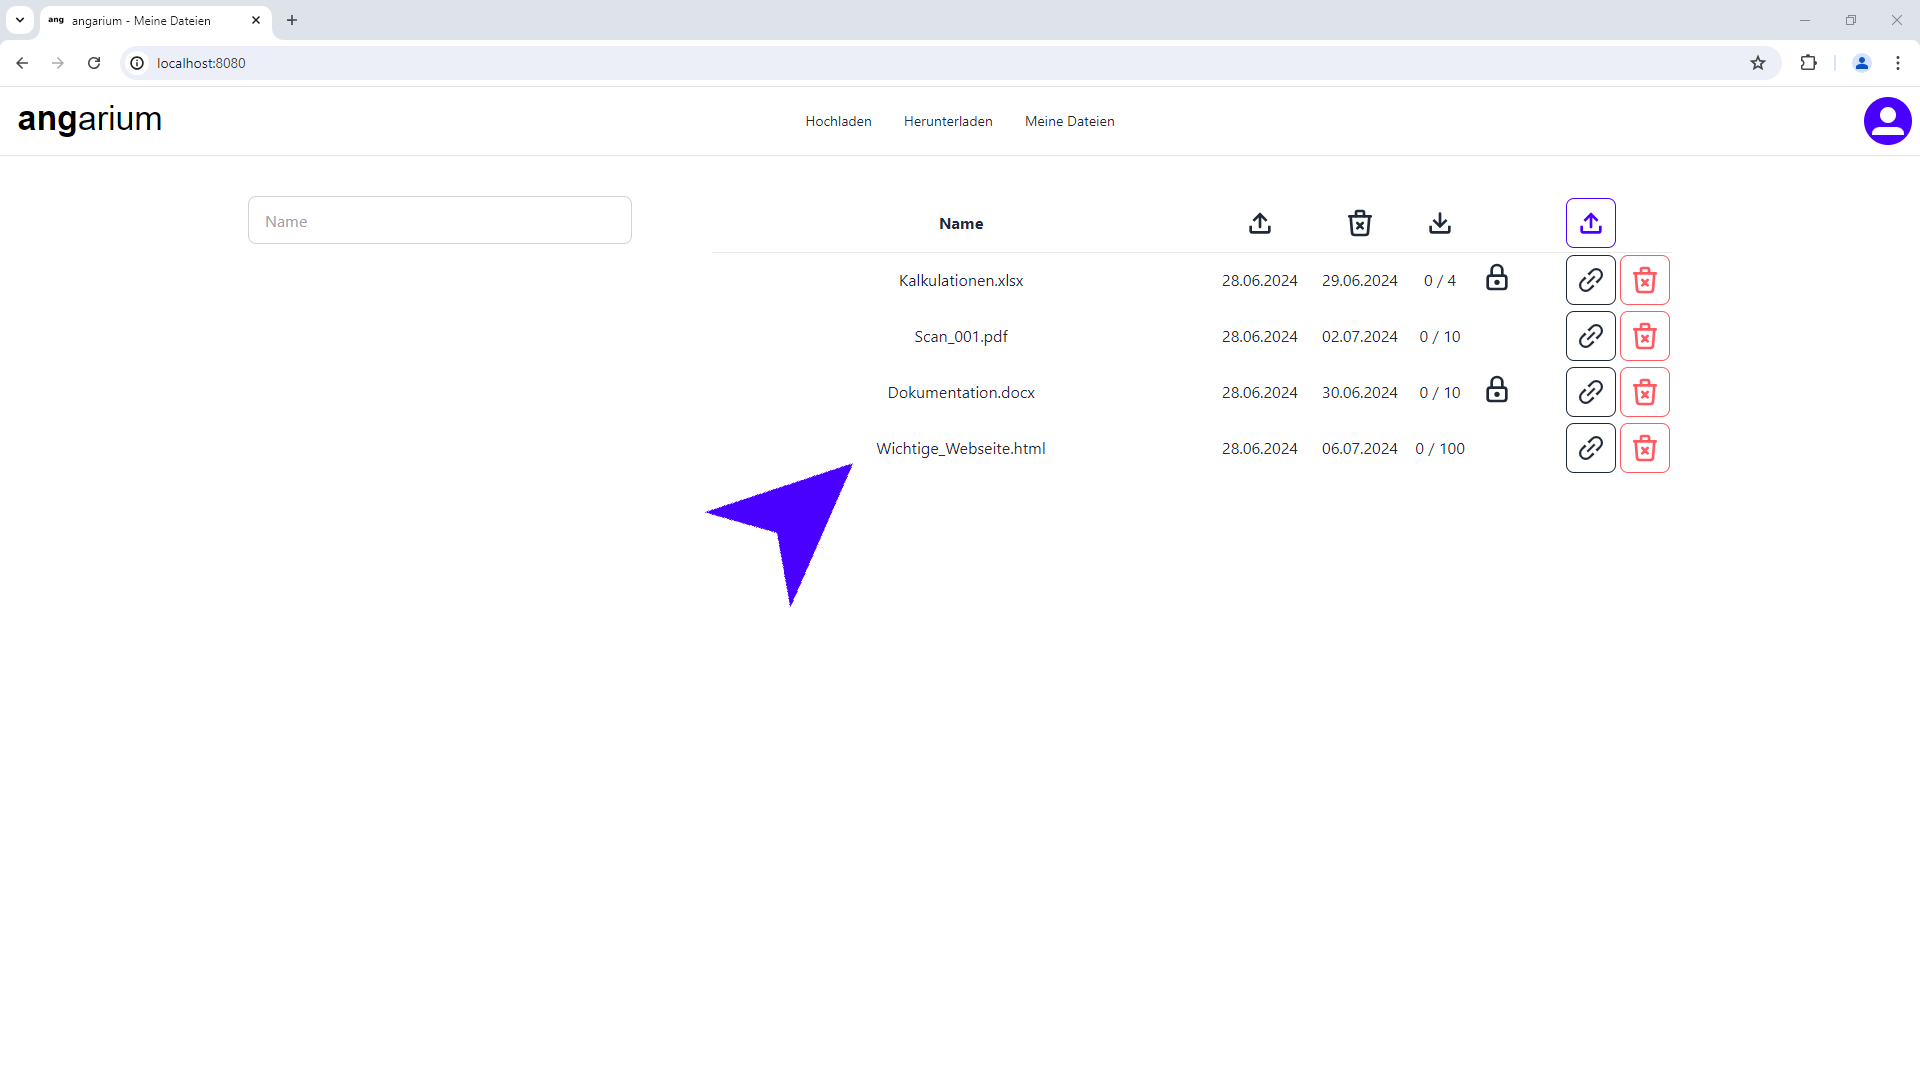 ang angarium - Meine Dateien
localhost:8080
angarium
Hochladen Herunterladen Meine Dateien
Name
Name
Kalkulationen.xlsx 28.06.2024 29.06.2024 0 / 4
Scan_001.pdf 28.06.2024 02.07.2024 0 / 10
Dokumentation.docx 28.06.2024 30.06.2024 0 / 10
Wichtige_Webseite.html 28.06.2024 06.07.2024 0 / 100